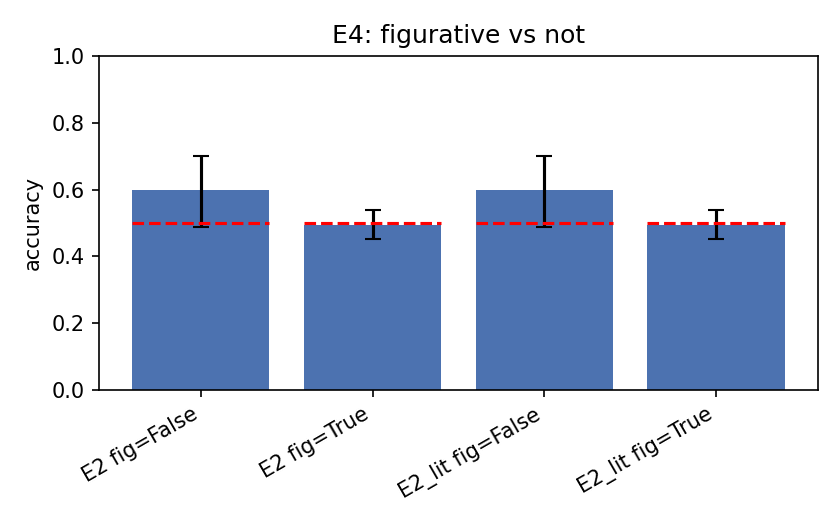 E4: figurative vs not
accuracy
1.0
0.8
0.6
0.4
0.2
0.0
E2 fig=False
E2 fig=True
E2_lit fig=False
E2_lit fig=True